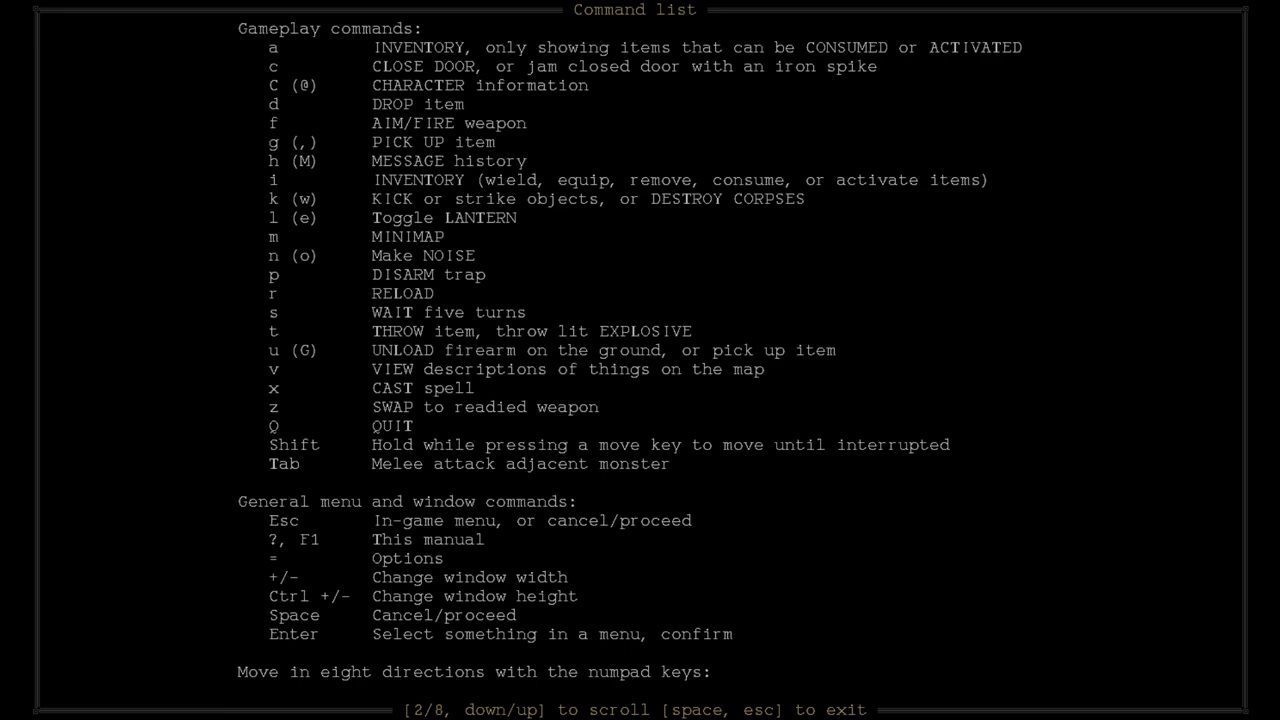 Command list
Gameplay commands:
a INVENTORY, only showing items that can be CONSUMED or ACTIVATED
c CLOSE DOOR, or jam closed door with an iron spike
C (@) CHARACTER information
d DROP item
f AIM/FIRE weapon
g (,) PICK UP item
h (M) MESSAGE history
i INVENTORY (wield, equip, remove, consume, or activate items)
k (w) KICK or strike objects, or DESTROY CORPSES
l (e) Toggle LANTERN
m MINIMAP
n (o) Make NOISE
p DISARM trap
r RELOAD
s WAIT five turns
t THROW item, throw lit EXPLOSIVE
u (G) UNLOAD firearm on the ground, or pick up item
v VIEW descriptions of things on the map
x CAST spell
z SWAP to readied weapon
Q QUIT
Shift Hold while pressing a move key to move until interrupted
Tab Melee attack adjacent monster
General menu and window commands:
Esc In-game menu, or cancel/proceed
?, F1 This manual
= Options
+/- Change window width
Ctrl +/- Change window height
Space Cancel/proceed
Enter Select something in a menu, confirm
Move in eight directions with the numpad keys:
[2/8, down/up] to scroll [space, esc] to exit